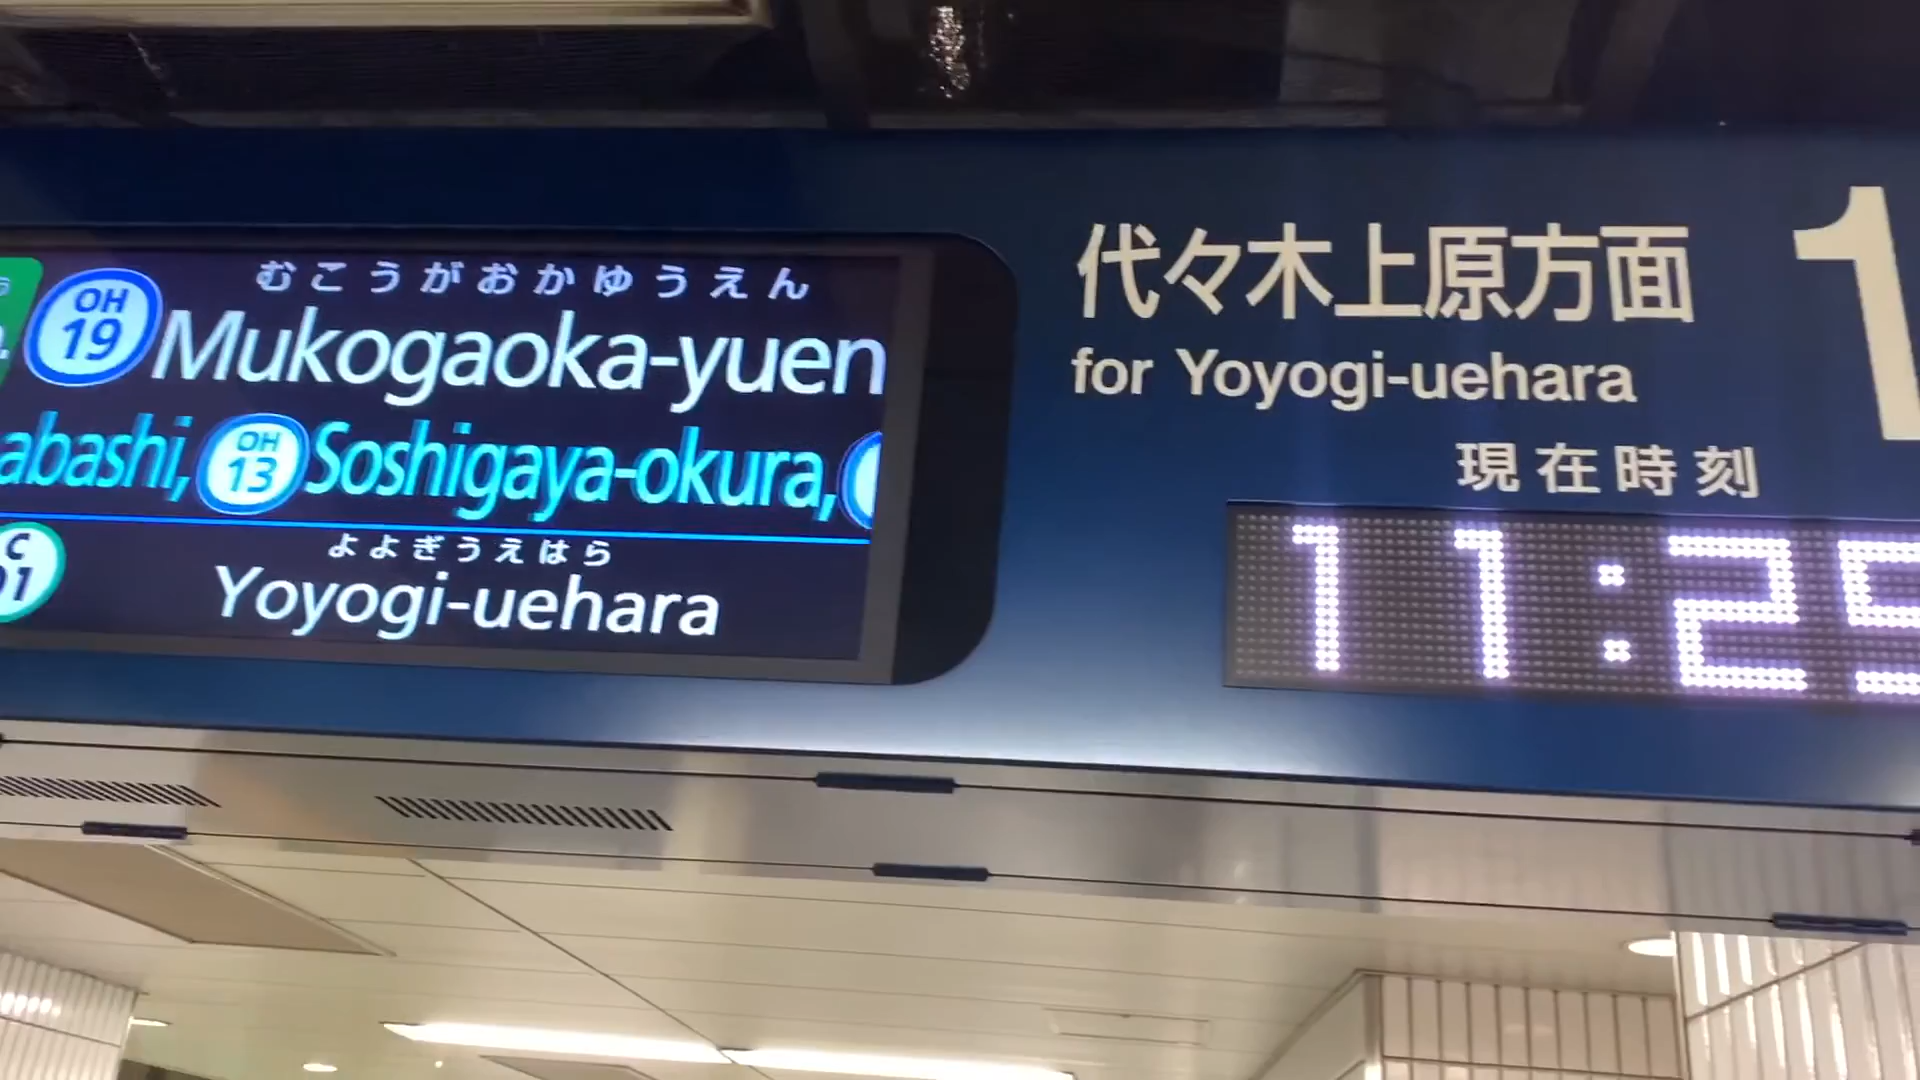 むこうがおかゆうえん
OH 19 Mukogaoka-yuen
abashi, OH 13 Soshigaya-okura,
よよぎうえはら
C 01 Yoyogi-uehara
代々木上原方面 1
for Yoyogi-uehara
現在時刻
11:25